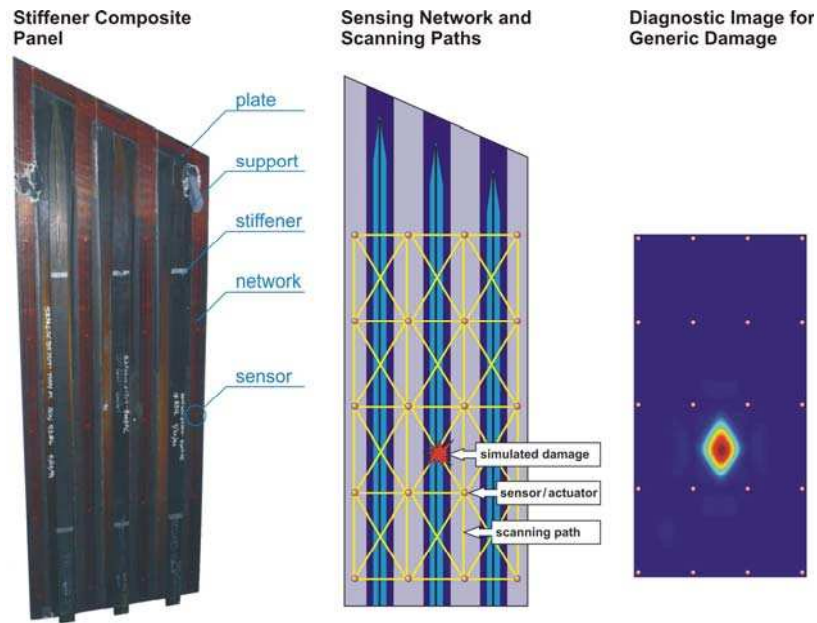 Stiffener Composite
Panel
Sensing Network and
Scanning Paths
Diagnostic Image for
Generic Damage
plate
support
stiffener
network
sensor
simulated damage
sensor/actuator
scanning path